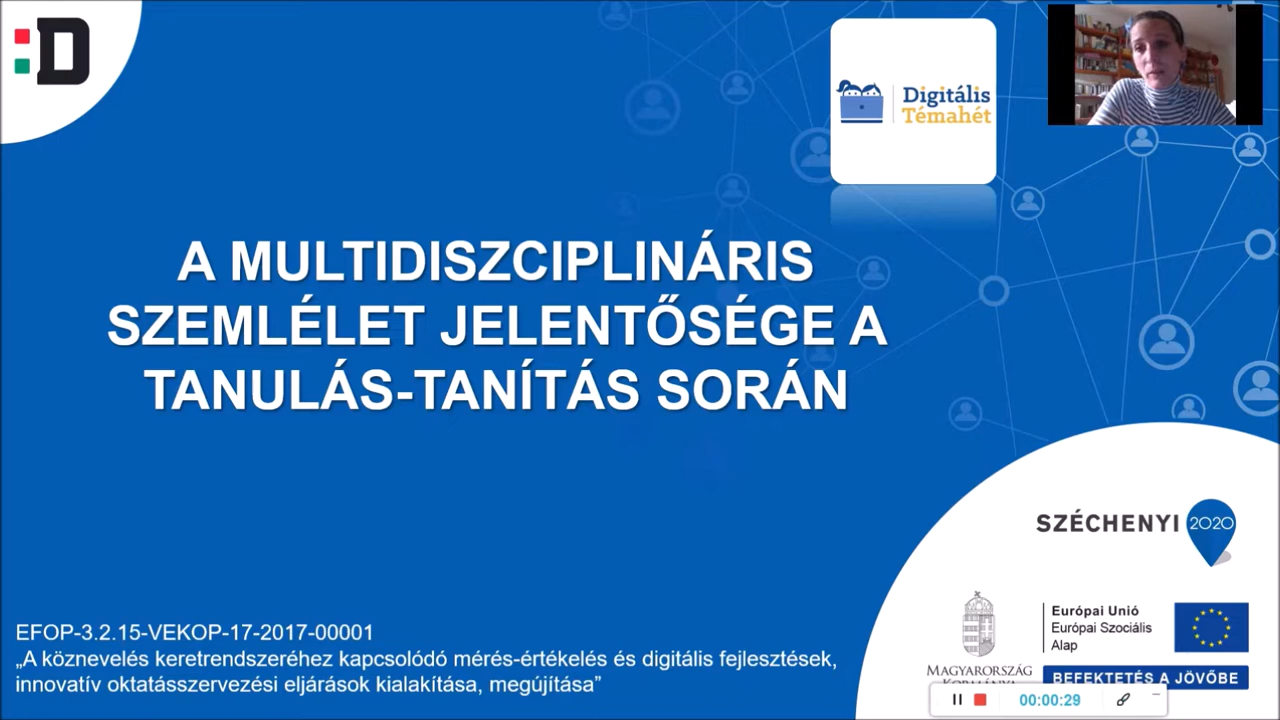 :D
Digitális
Témahét
A MULTIDISZCIPLINÁRIS
SZEMLÉLET JELENTŐSÉGE A
TANULÁS-TANÍTÁS SORÁN
SZÉCHENYI 2020
EFOP-3.2.15-VEKOP-17-2017-00001
„A köznevelés keretrendszeréhez kapcsolódó mérés-értékelés és digitális fejlesztések,
innovatív oktatásszervezési eljárások kialakítása, megújítása”
Európai Unió
Európai Szociális
Alap
MAGYARORSZÁG
KORMÁNYA
BEFEKTETÉS A JÖVŐBE
00:00:29